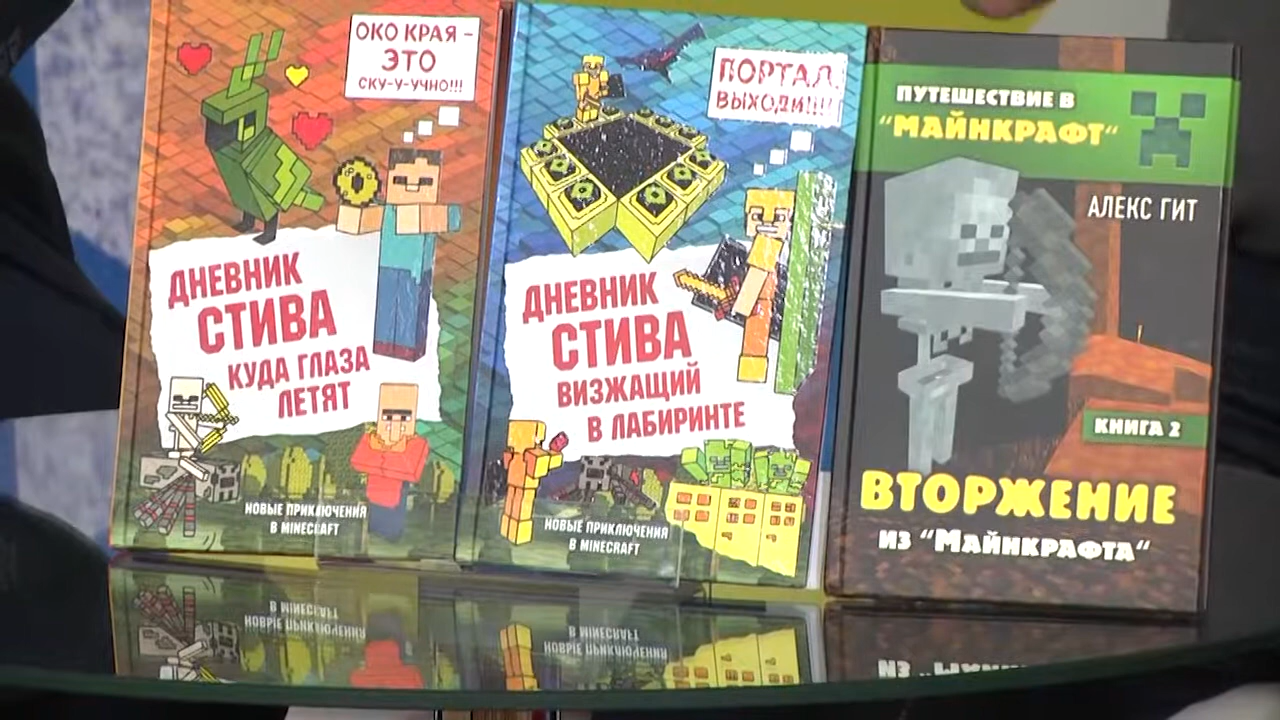 ОКО КРАЯ -
ЭТО
СКУ-У-УЧНО!!!
ДНЕВНИК
СТИВА
КУДА ГЛАЗА
ЛЕТЯТ
НОВЫЕ ПРИКЛЮЧЕНИЯ
В MINECRAFT
ПОРТАЛ,
ВЫХОДИ!!!
ДНЕВНИК
СТИВА
ВИЗЖАЩИЙ
В ЛАБИРИНТЕ
НОВЫЕ ПРИКЛЮЧЕНИЯ
В MINECRAFT
ПУТЕШЕСТВИЕ В
"МАЙНКРАФТ"
АЛЕКС ГИТ
КНИГА 2
ВТОРЖЕНИЕ
ИЗ "МАЙНКРАФТА"